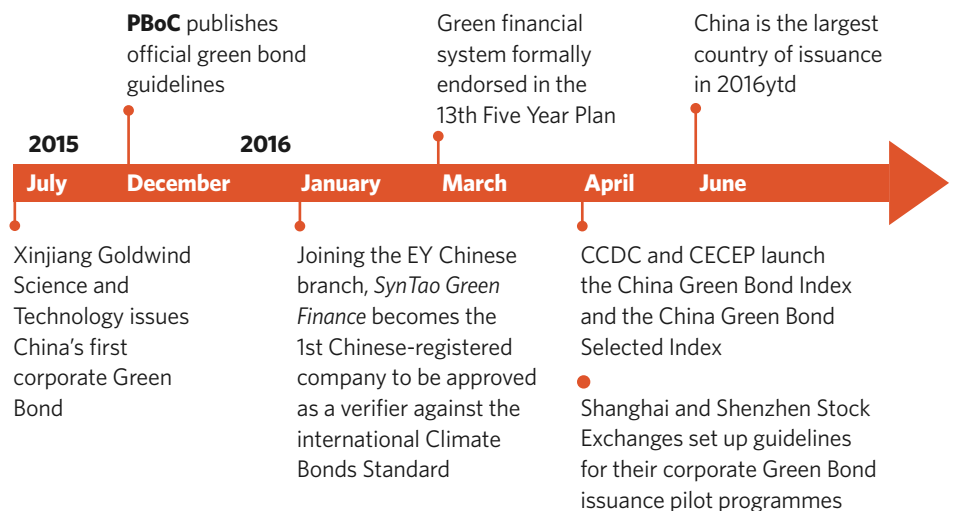 PBoC publishes
official green bond
guidelines
Green financial
system formally
endorsed in the
13th Five Year Plan
China is the largest
country of issuance
in 2016ytd
2015
2016
July
December
January
March
April
June
Xinjiang Goldwind
Science and
Technology issues
China's first
corporate Green
Bond
Joining the EY Chinese
branch, SynTao Green
Finance becomes the
1st Chinese-registered
company to be approved
as a verifier against the
international Climate
Bonds Standard
CCDC and CECEP launch
the China Green Bond Index
and the China Green Bond
Selected Index
Shanghai and Shenzhen Stock
Exchanges set up guidelines
for their corporate Green Bond
issuance pilot programmes